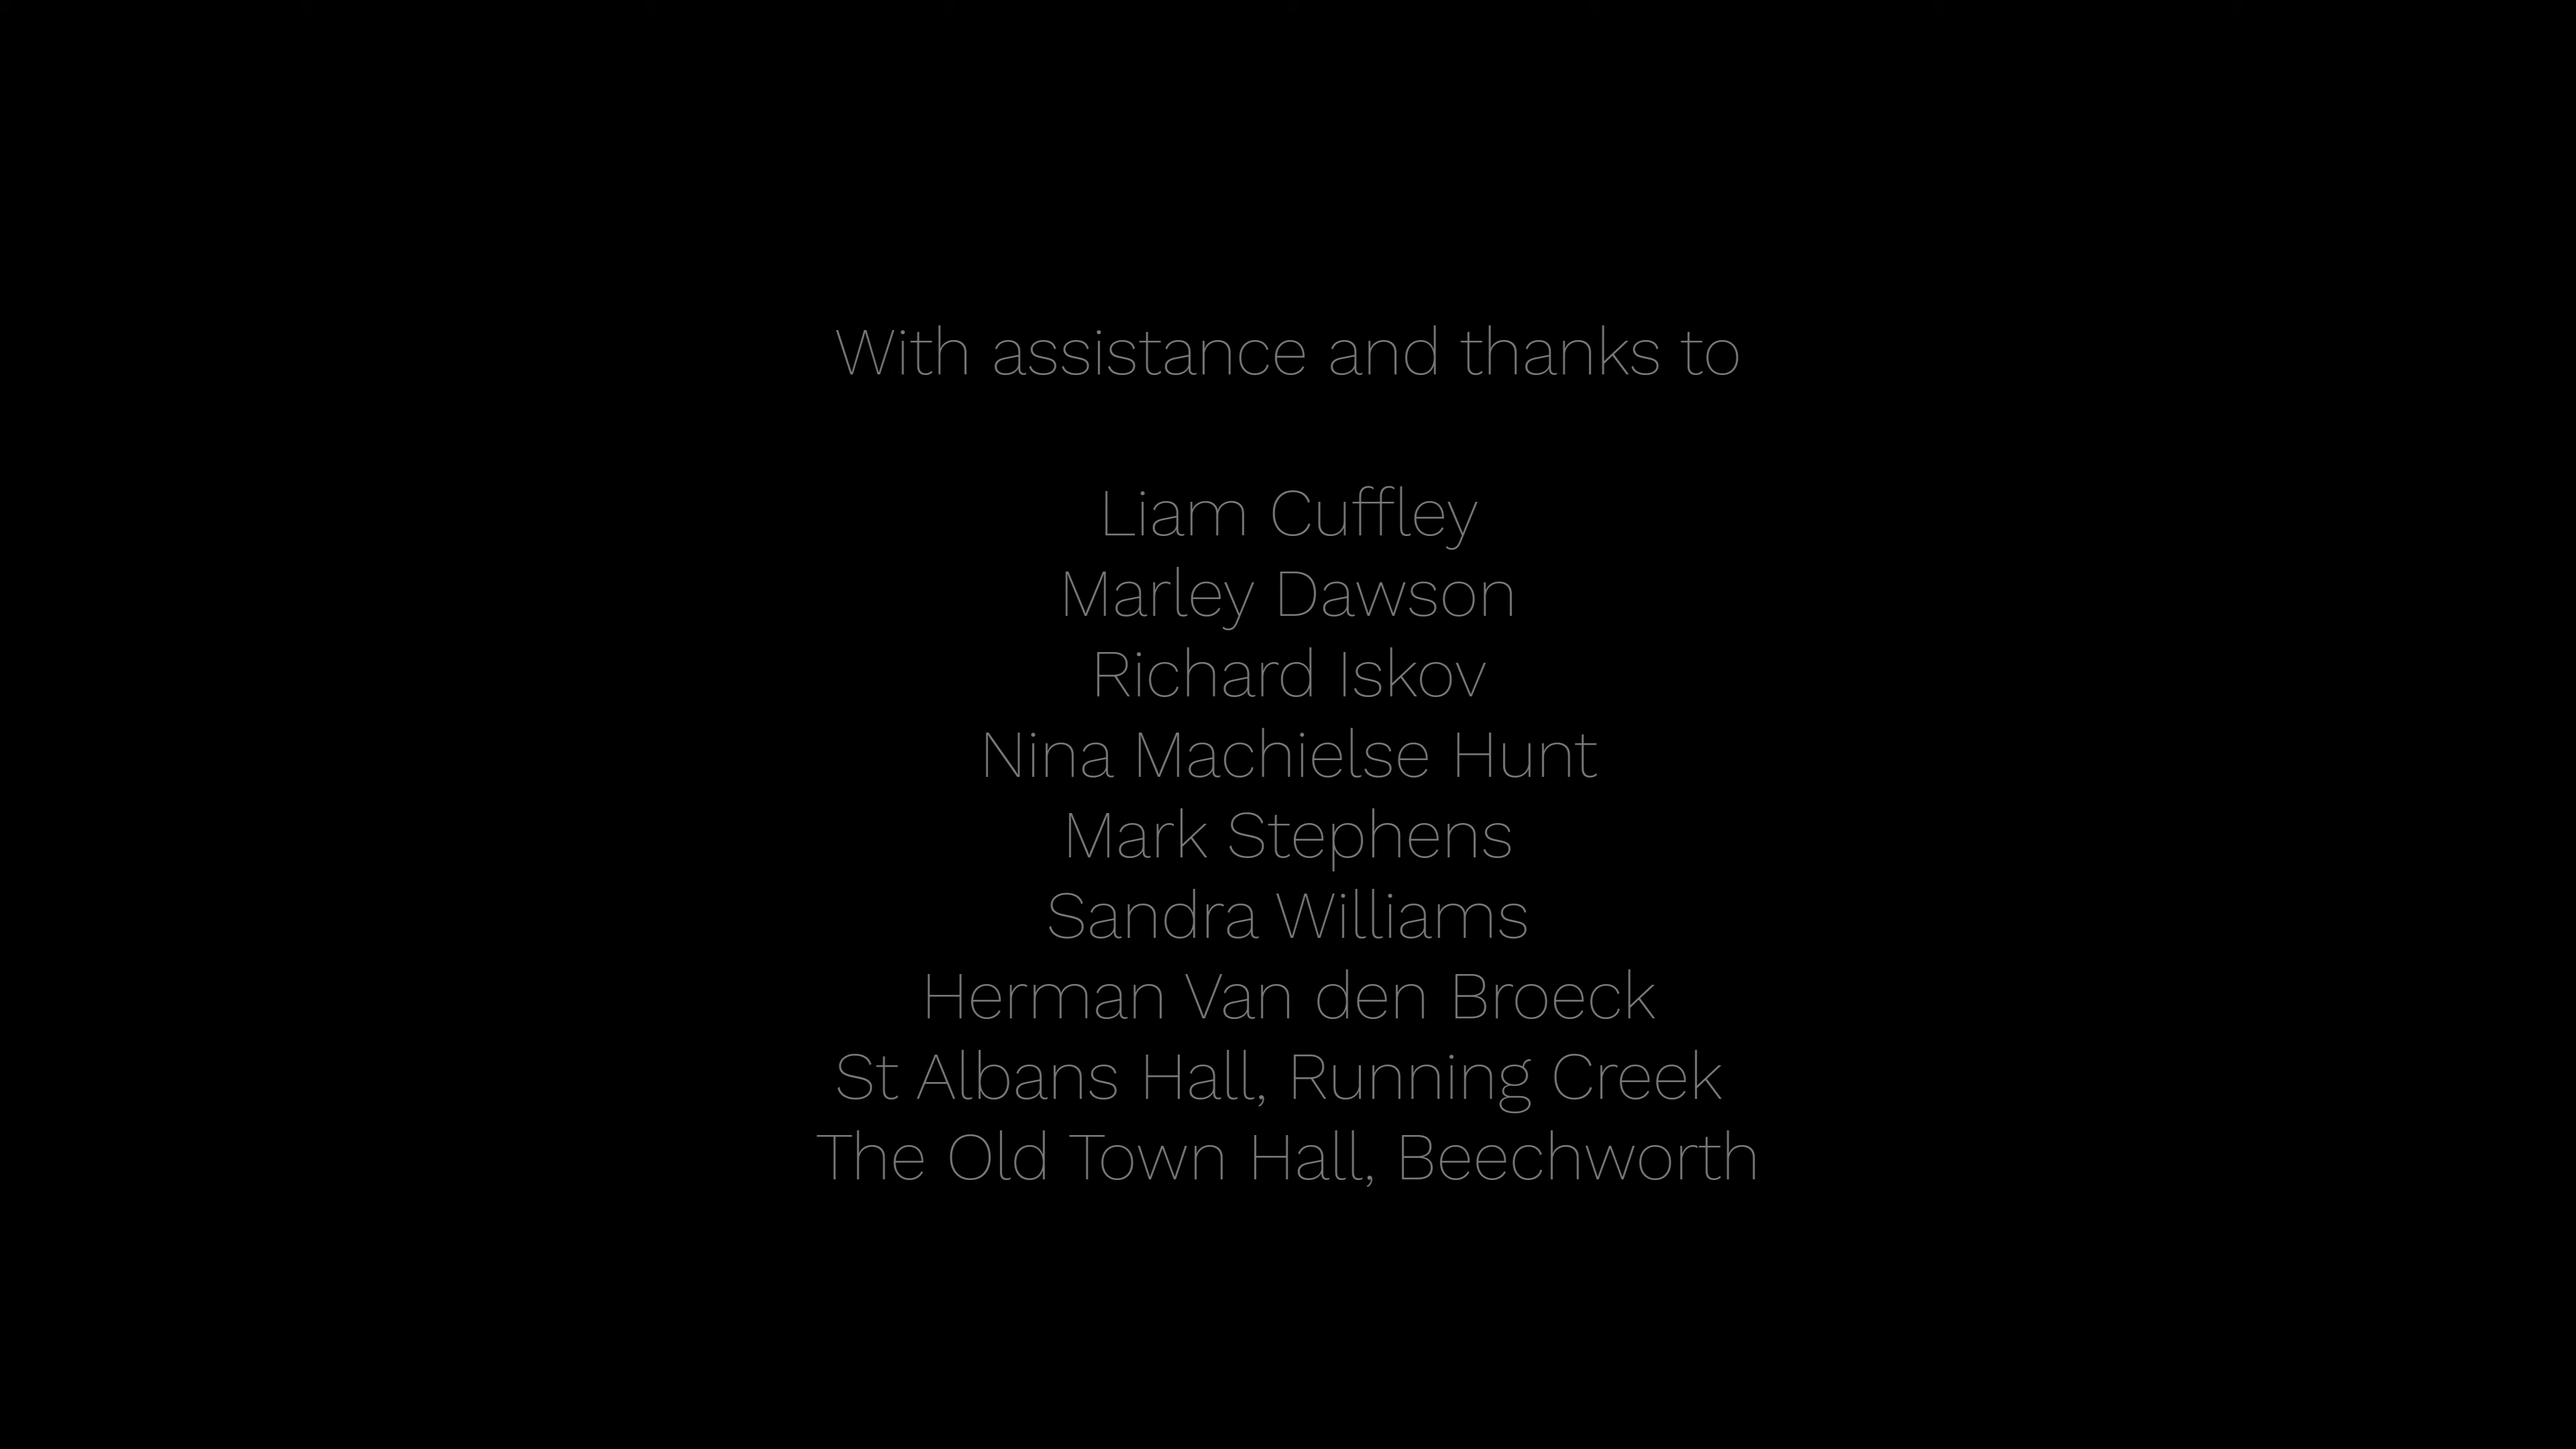 With assistance and thanks to
Liam Cuffley
Marley Dawson
Richard Iskov
Nina Machielse Hunt
Mark Stephens
Sandra Williams
Herman Van den Broeck
St Albans Hall, Running Creek
The Old Town Hall, Beechworth